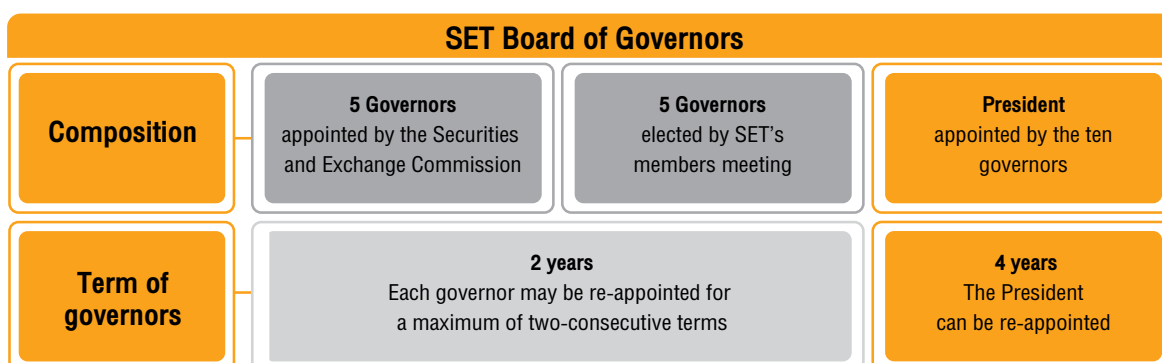 SET Board of Governors
Composition
5 Governors
appointed by the Securities
and Exchange Commission
5 Governors
elected by SET's
members meeting
President
appointed by the ten
governors
Term of
governors
2 years
Each governor may be re-appointed for
a maximum of two-consecutive terms
4 years
The President
can be re-appointed